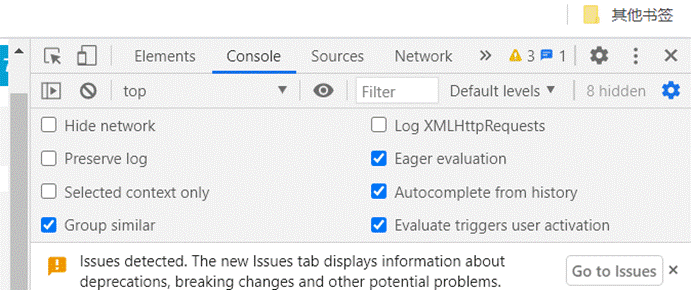 其他书签
Elements Console Sources Network 3 1
top Filter Default levels 8 hidden
Hide network Log XMLHttpRequests
Preserve log Eager evaluation
Selected context only Autocomplete from history
Group similar Evaluate triggers user activation
Issues detected. The new Issues tab displays information about
deprecations, breaking changes and other potential problems.
Go to Issues